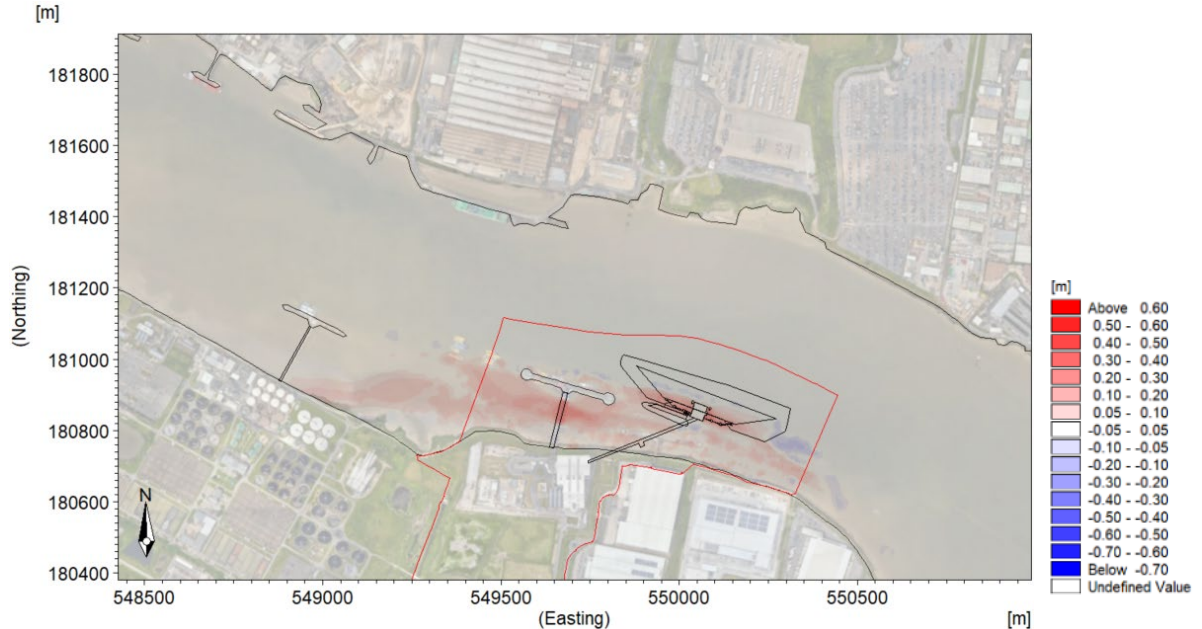 [m]
181800
181600
181400
181200
181000
180800
180600
180400
(Northing)
N
548500 549000 549500 550000 550500
(Easting) [m]
[m]
Above 0.60
0.50 - 0.60
0.40 - 0.50
0.30 - 0.40
0.20 - 0.30
0.10 - 0.20
0.05 - 0.10
-0.05 - 0.05
-0.10 - -0.05
-0.20 - -0.10
-0.30 - -0.20
-0.40 - -0.30
-0.50 - -0.40
-0.60 - -0.50
-0.70 - -0.60
Below -0.70
Undefined Value